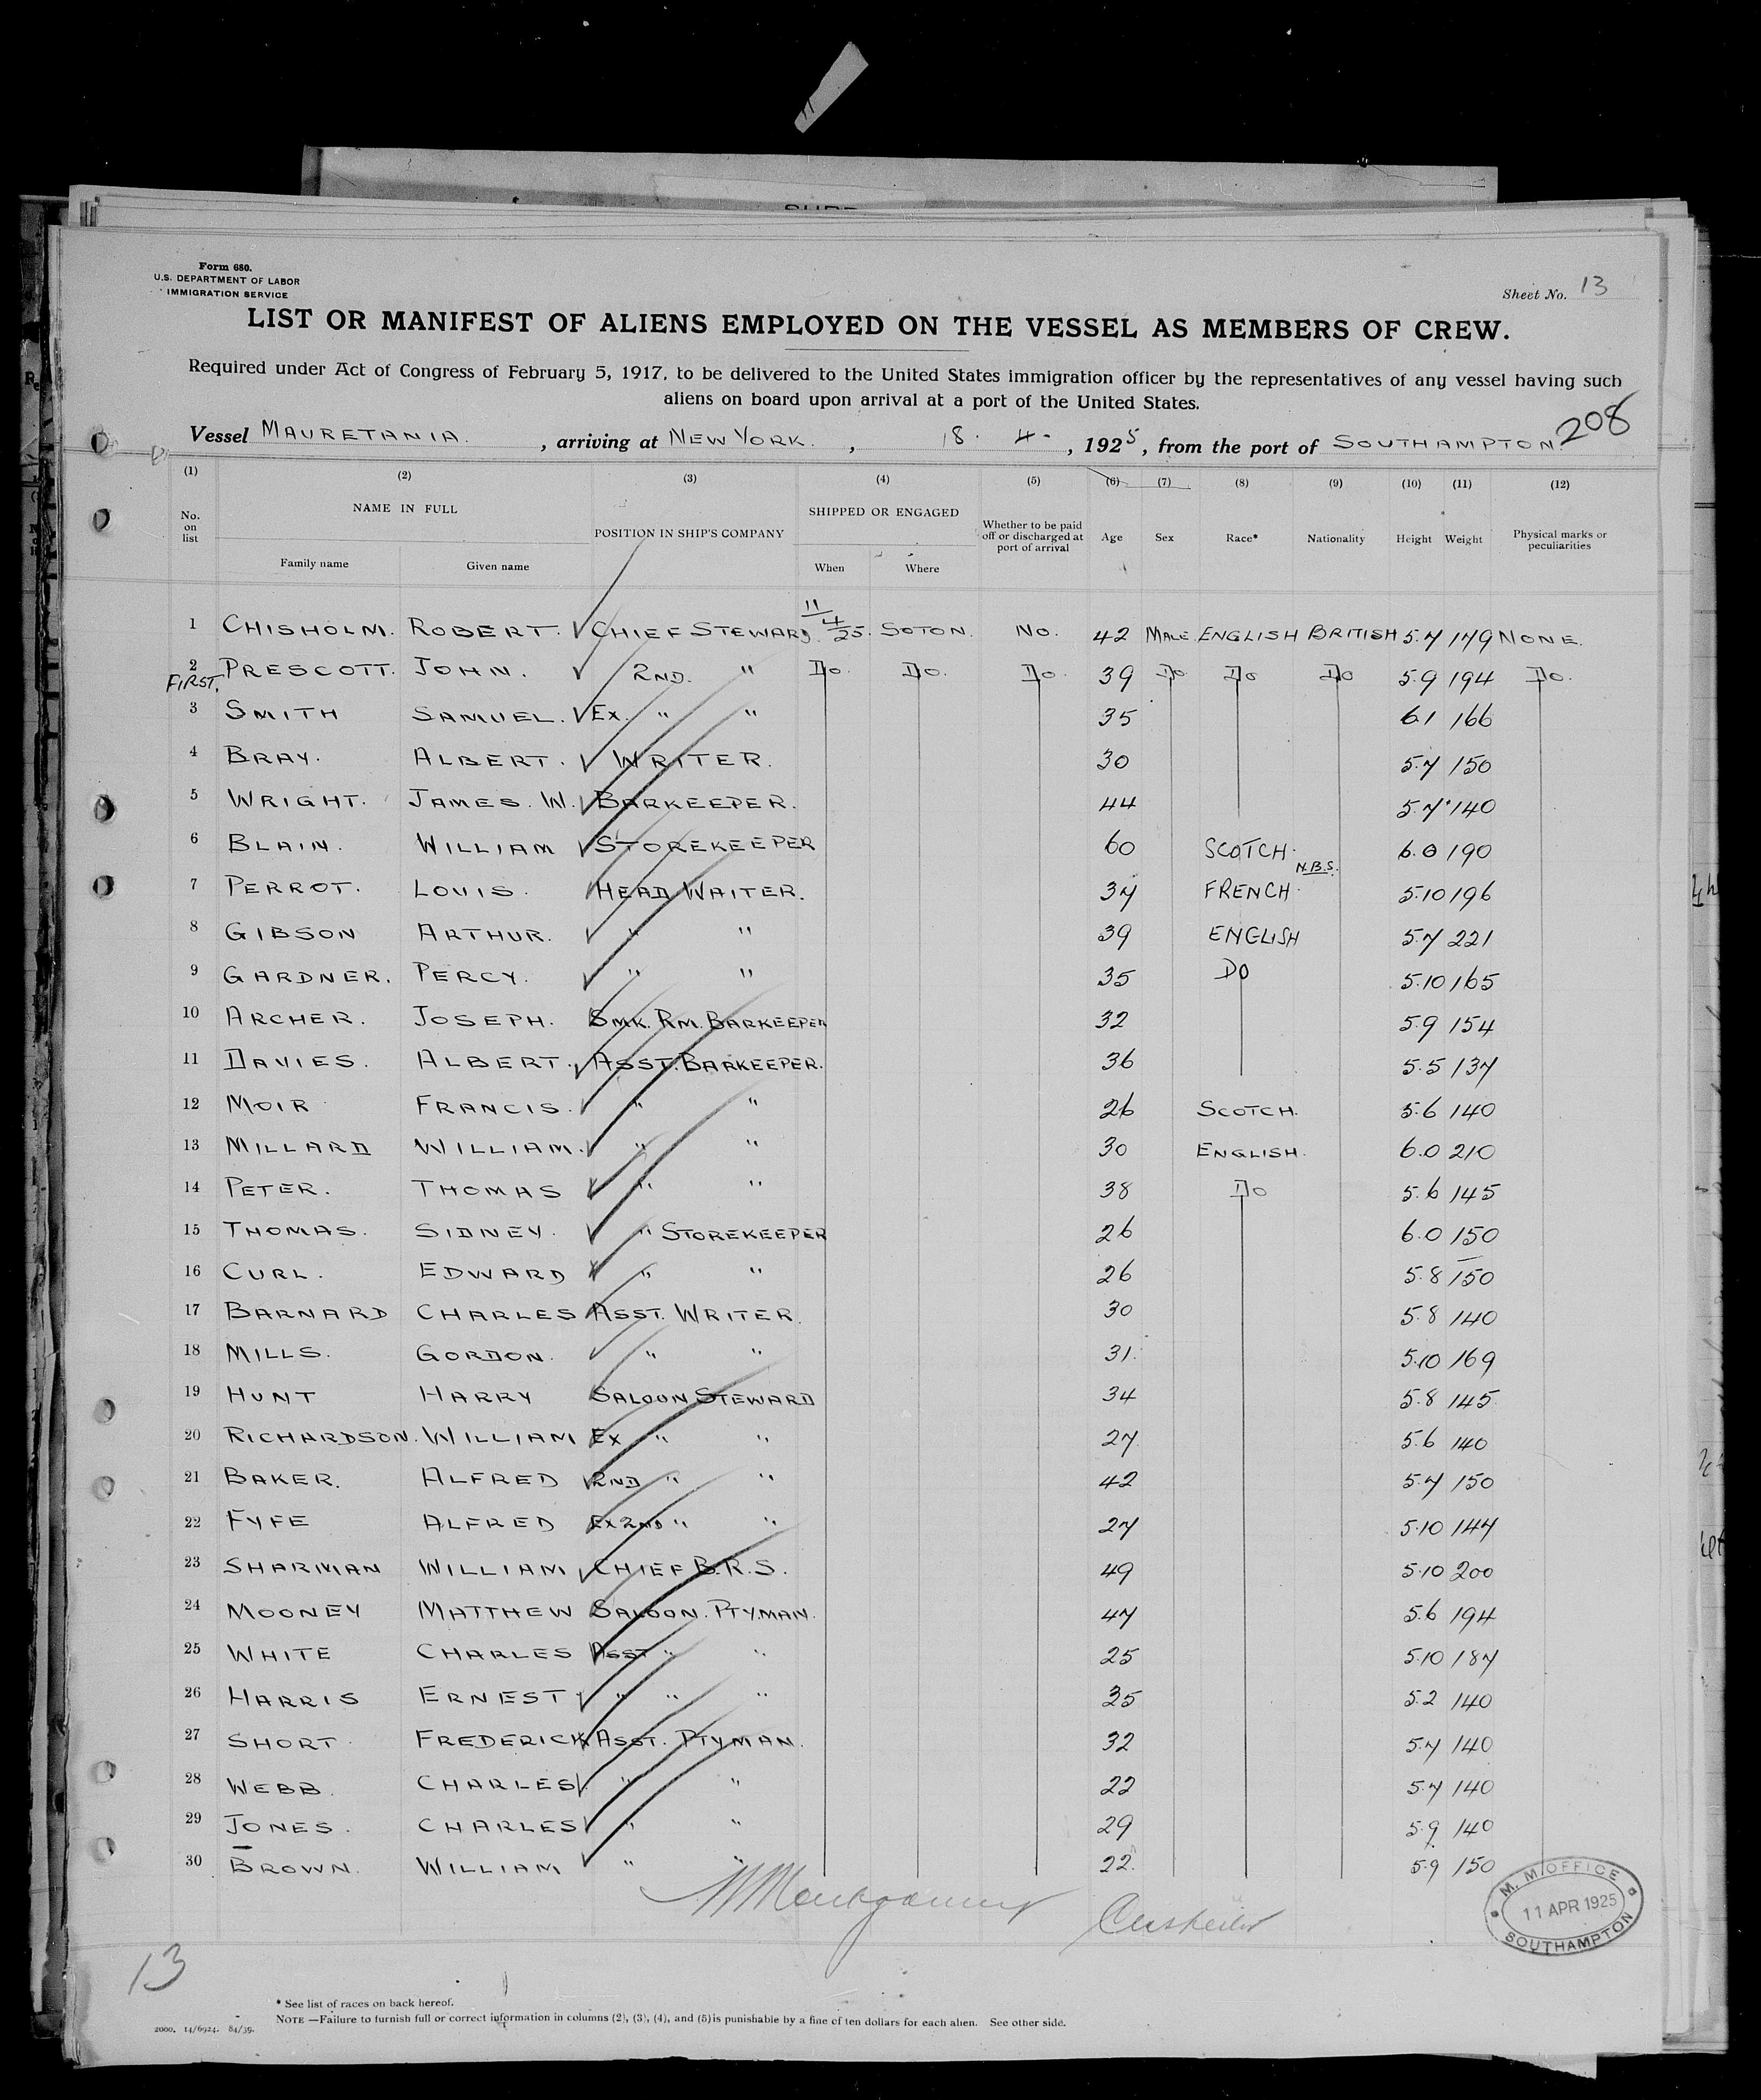 Form 680.
U.S. DEPARTMENT OF LABOR
IMMIGRATION SERVICE
Sheet No. 13
LIST OR MANIFEST OF ALIENS EMPLOYED ON THE VESSEL AS MEMBERS OF CREW.
Required under Act of Congress of February 5, 1917, to be delivered to the United States immigration officer by the representatives of any vessel having such
aliens on board upon arrival at a port of the United States.
208
Vessel MAURETANIA. , arriving at NEW YORK. , 18. 4 - , 1925, from the port of SOUTHAMPTON.
(1) (2) (3) (4) (5) (6) (7) (8) (9) (10) (11) (12)
No. on list NAME IN FULL POSITION IN SHIP'S COMPANY SHIPPED OR ENGAGED Whether to be paid off or discharged at port of arrival Age Sex Race* Nationality Height Weight Physical marks or peculiarities
Family name Given name When Where
1 CHISHOLM. ROBERT. CHIEF STEWARD 11/4/25. SOTON. NO. 42 MALE. ENGLISH BRITISH 5.7 179 NONE.
2 FIRST. PRESCOTT. JOHN. 2ND. " DO. DO. DO. 39 DO DO DO 5.9 194 DO.
3 SMITH SAMUEL. EX. " " 35 6.1 166
4 BRAY. ALBERT. WRITER. 30 5.7 150
5 WRIGHT. JAMES. W. BARKEEPER. 44 5.7 140
6 BLAIN. WILLIAM STOREKEEPER 60 SCOTCH. 6.0 190
7 PERROT. LOUIS. HEAD WAITER. 37 FRENCH. N.B.S. 5.10 196
8 GIBSON ARTHUR. " " 39 ENGLISH 5.7 221
9 GARDNER. PERCY. " " 35 DO 5.10 165
10 ARCHER. JOSEPH. SMK. RM. BARKEEPER 32 5.9 154
11 DAVIES. ALBERT. ASST. BARKEEPER. 36 5.5 137
12 MOIR FRANCIS. " " 26 SCOTCH. 5.6 140
13 MILLARD WILLIAM. " " 30 ENGLISH. 6.0 210
14 PETER. THOMAS " " 38 DO 5.6 145
15 THOMAS. SIDNEY. " STOREKEEPER 26 6.0 150
16 CURL. EDWARD " " 26 5.8 150
17 BARNARD CHARLES ASST. WRITER. 30 5.8 140
18 MILLS. GORDON. " " 31. 5.10 169
19 HUNT HARRY SALOON STEWARD 34 5.8 145
20 RICHARDSON. WILLIAM EX " " 27 5.6 140
21 BAKER. ALFRED 2ND " " 42 5.7 150
22 FYFE ALFRED EX 2ND " " 27 5.10 147
23 SHARMAN WILLIAM CHIEF B.R.S. 49 5.10 200
24 MOONEY MATTHEW SALOON. PTYMAN. 47 5.6 194
25 WHITE CHARLES ASST " " 25 5.10 187
26 HARRIS ERNEST " " " 35 5.2 140
27 SHORT. FREDERICK ASST. PTYMAN. 32 5.7 140
28 WEBB. CHARLES " " 22 5.7 140
29 JONES. CHARLES " " 29 5.9 140
30 BROWN. WILLIAM " " 22. 5.9 150
M. M. OFFICE
11 APR 1925
SOUTHAMPTON
13
* See list of races on back hereof.
NOTE —Failure to furnish full or correct information in columns (2), (3), (4), and (5) is punishable by a fine of ten dollars for each alien. See other side.
2000. 14/6924. 84/39.